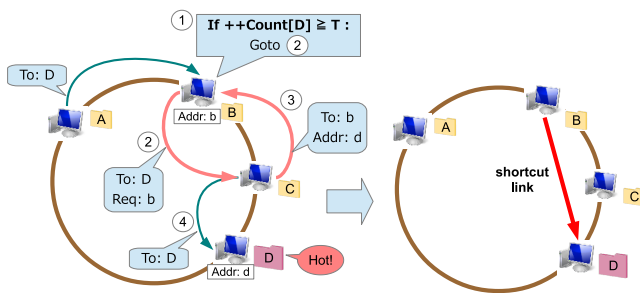 1
If ++Count[D] ≧ T :
Goto 2
To: D
A
Addr: b
B
3
To: b
Addr: d
2
To: D
Req: b
C
4
To: D
D
Hot!
Addr: d
A
B
shortcut
link
C
D